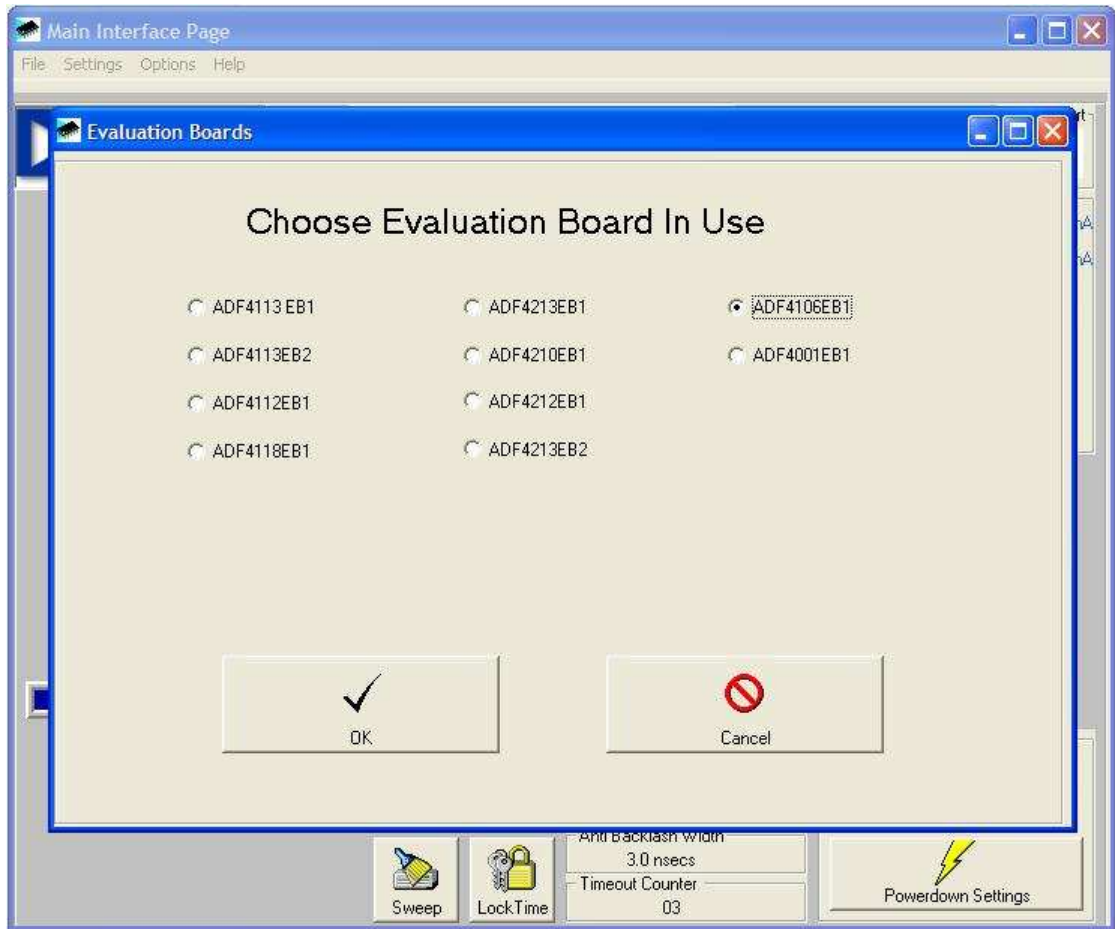 Main Interface Page
File Settings Options Help
Evaluation Boards
Choose Evaluation Board In Use
ADF4113 EB1 ADF4213EB1 ADF4106EB1
ADF4113EB2 ADF4210EB1 ADF4001EB1
ADF4112EB1 ADF4212EB1
ADF4118EB1 ADF4213EB2
OK Cancel
Anti Backlash Width
3.0 nsecs
Timeout Counter
03
Sweep LockTime Powerdown Settings